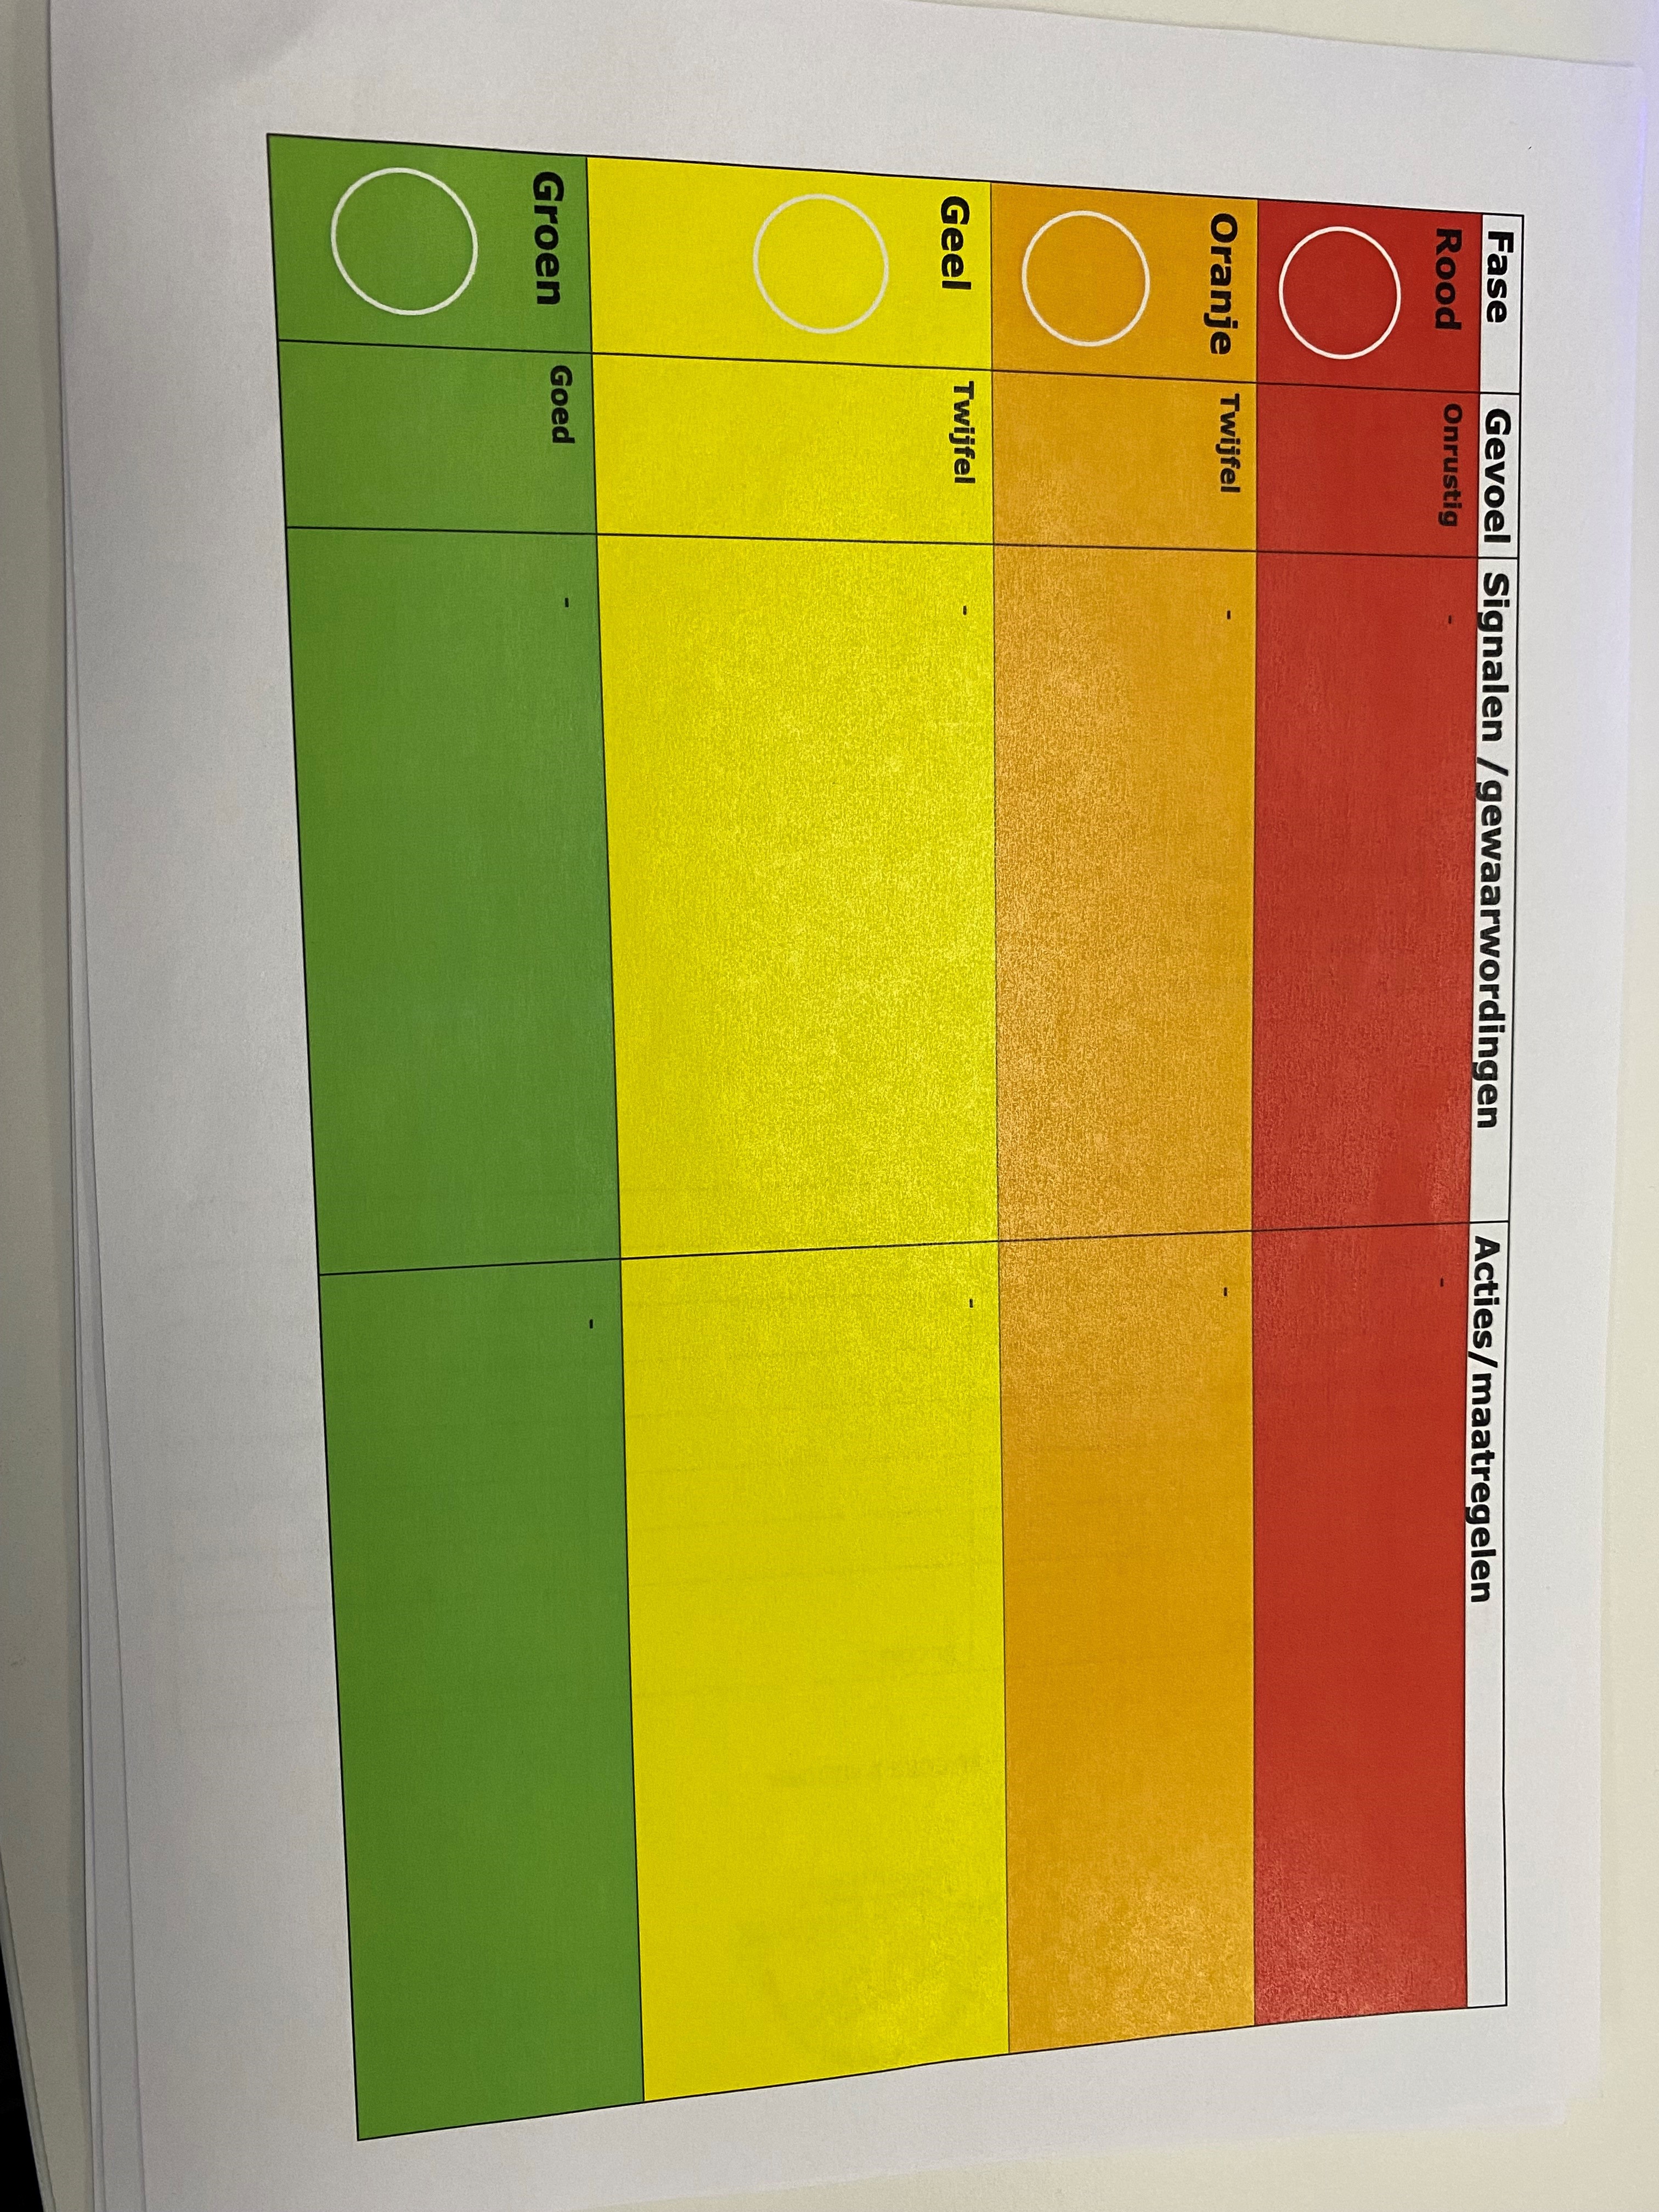 Fase Gevoel Signalen /gewaarwordingen Acties/maatregelen
Rood Onrustig - -
Oranje Twijfel - -
Geel Twijfel - -
Groen Goed - -